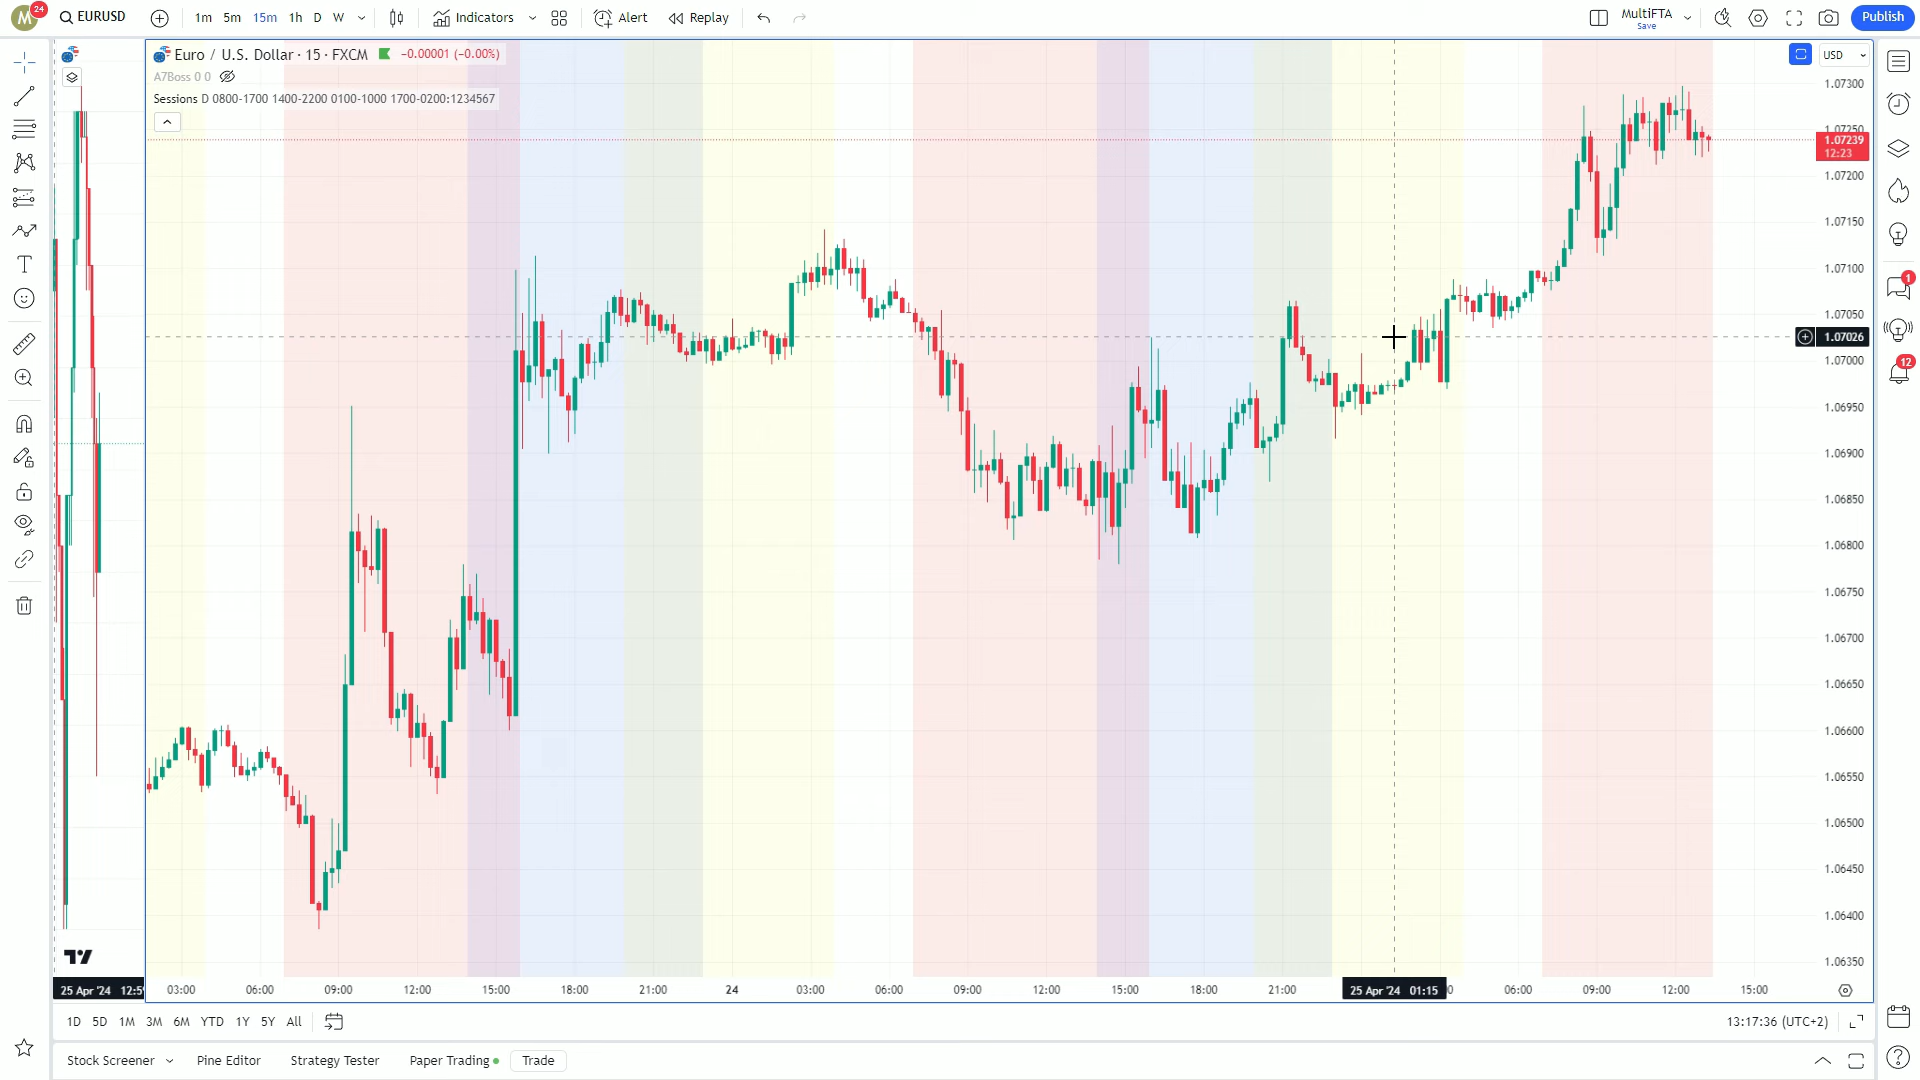 M
24
EURUSD
1m 5m 15m 1h D W
Indicators
Alert
Replay
MultiFTA
Save
Publish
Euro / U.S. Dollar · 15 · FXCM −0.00001 (−0.00%)
A7Boss 0 0
Sessions D 0800-1700 1400-2200 0100-1000 1700-0200:1234567
USD
1.07300
1.07239
12:23
1.07200
1.07150
1.07100
1.07050
1.07026
1.07000
1.06950
1.06900
1.06850
1.06800
1.06750
1.06700
1.06650
1.06600
1.06550
1.06500
1.06450
1.06400
1.06350
1
12
25 Apr '24
03:00 06:00 09:00 12:00 15:00 18:00 21:00 24 03:00 06:00 09:00 12:00 15:00 18:00 21:00 25 Apr '24 01:15 06:00 09:00 12:00 15:00
1D 5D 1M 3M 6M YTD 1Y 5Y All
13:17:36 (UTC+2)
Stock Screener Pine Editor Strategy Tester Paper Trading Trade